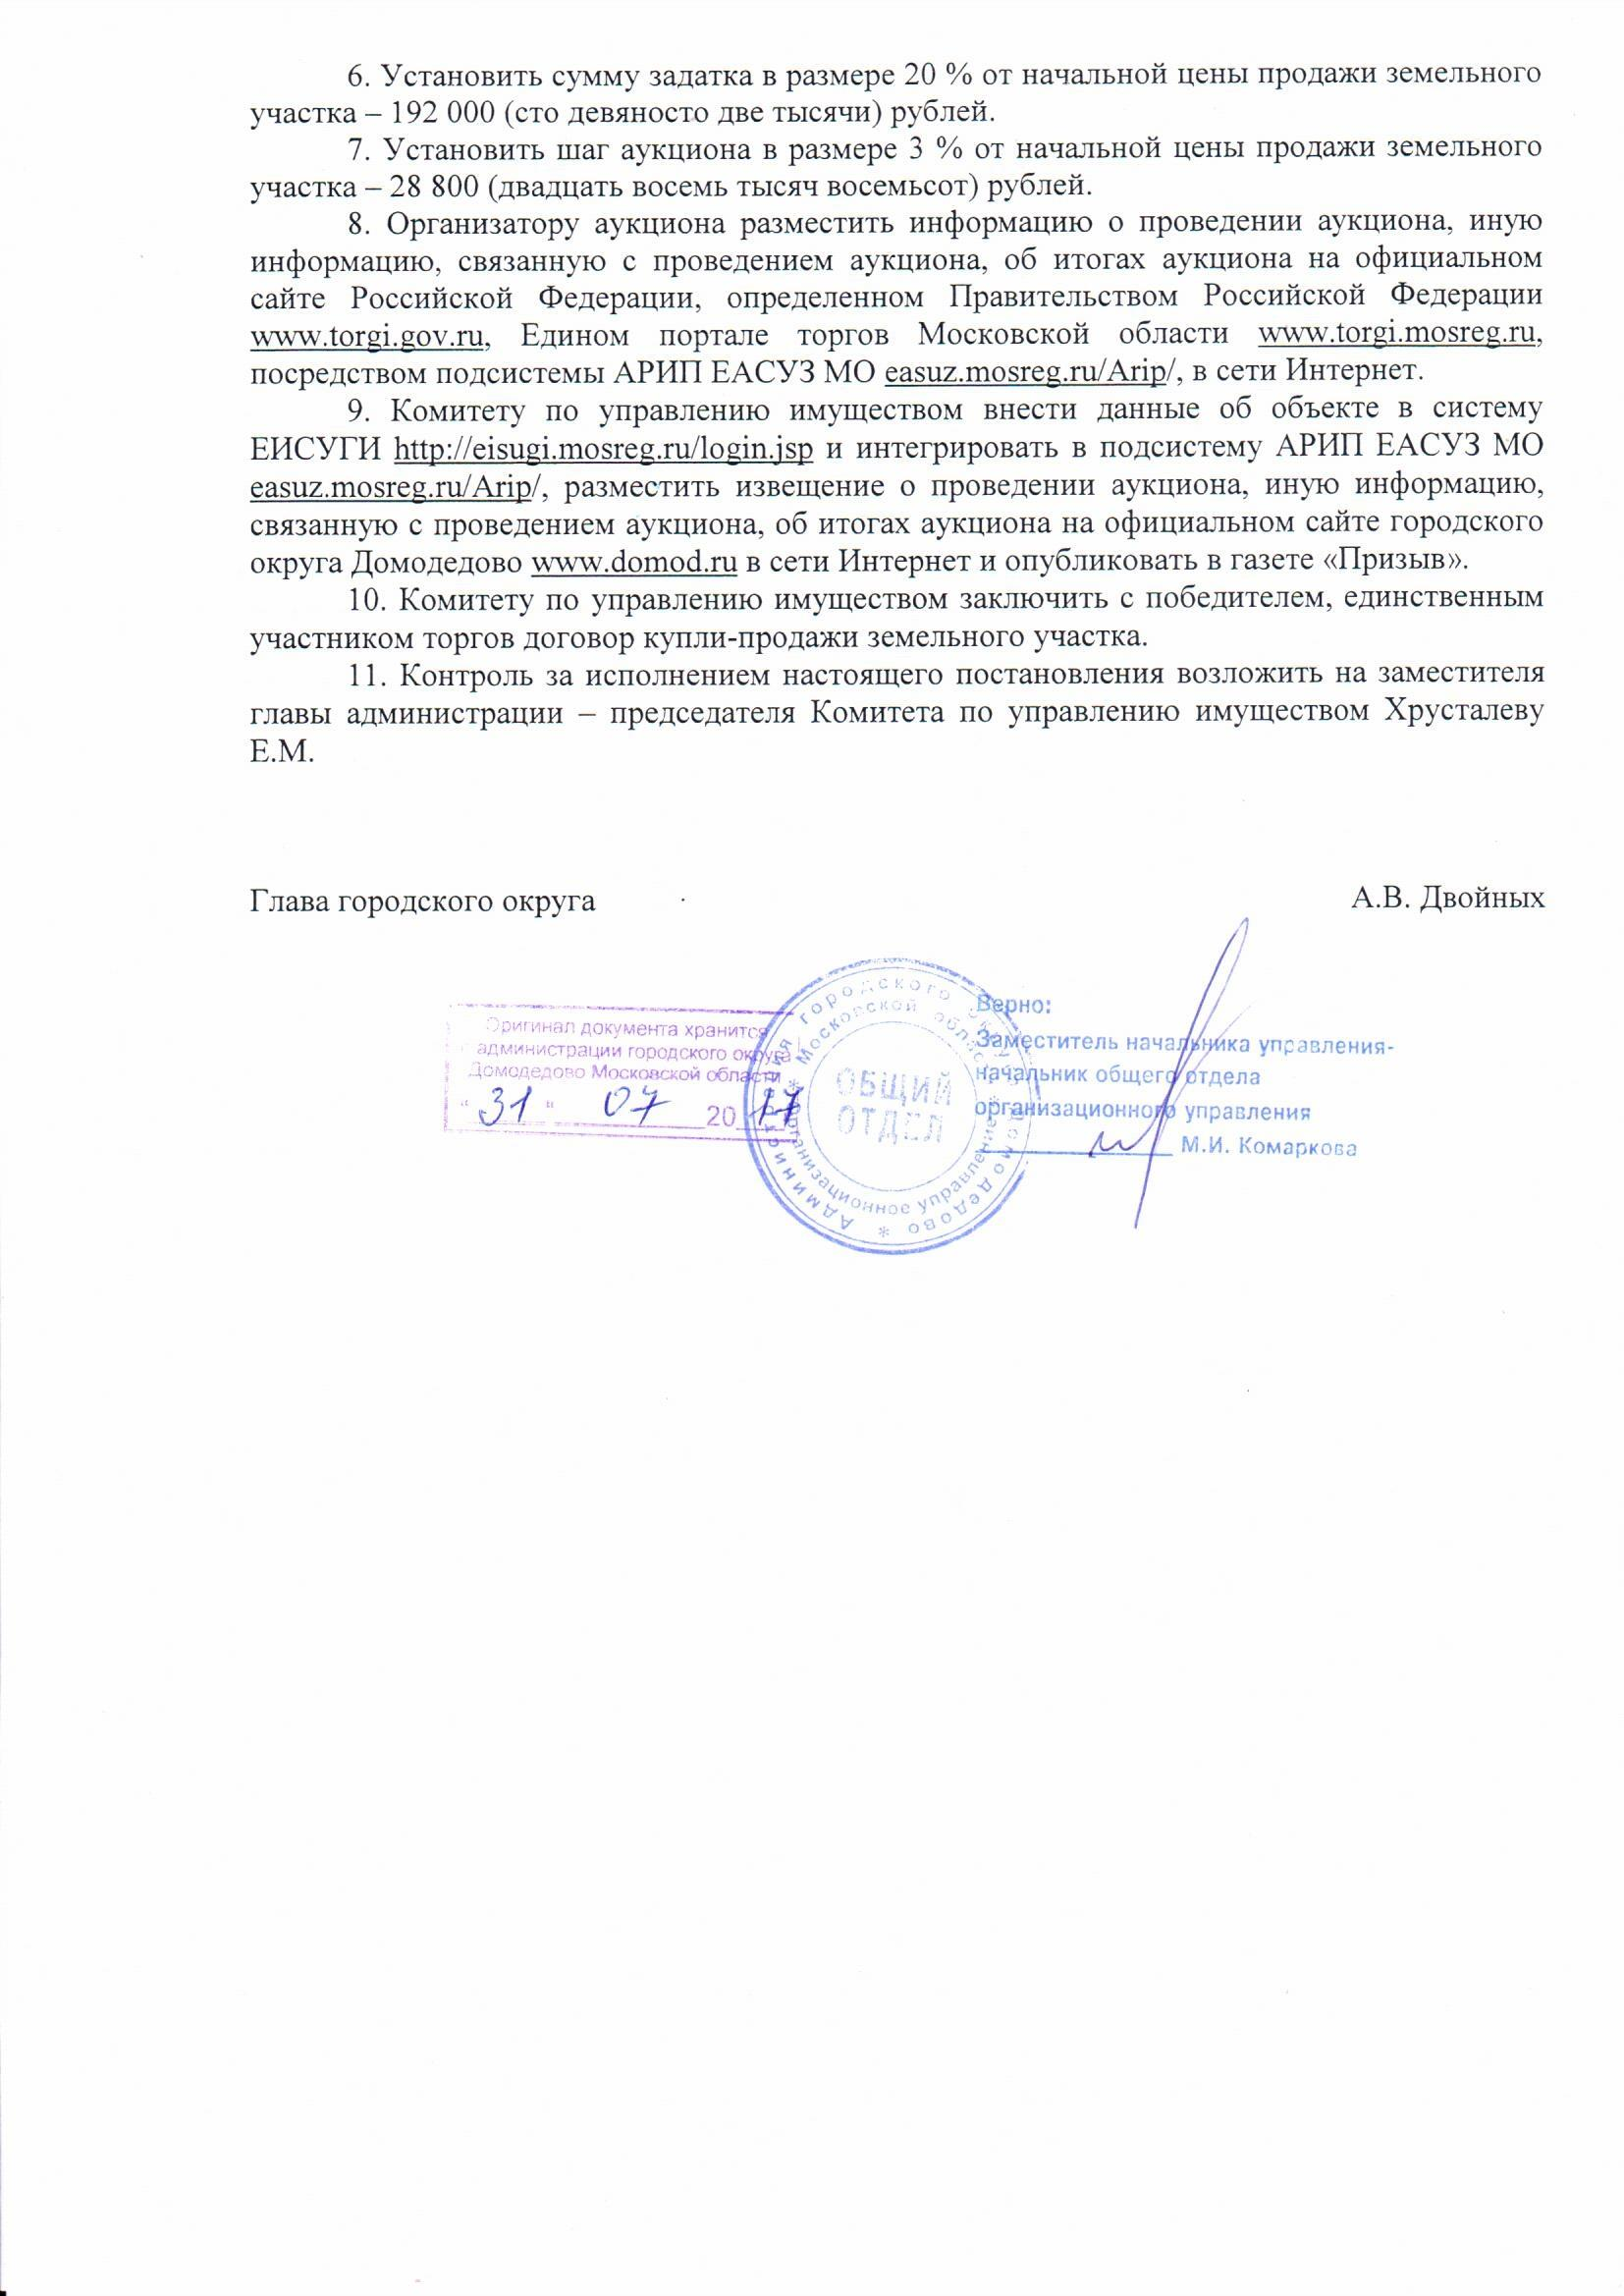 6. Установить сумму задатка в размере 20 % от начальной цены продажи земельного
участка – 192 000 (сто девяносто две тысячи) рублей.
7. Установить шаг аукциона в размере 3 % от начальной цены продажи земельного
участка – 28 800 (двадцать восемь тысяч восемьсот) рублей.
8. Организатору аукциона разместить информацию о проведении аукциона, иную
информацию, связанную с проведением аукциона, об итогах аукциона на официальном
сайте Российской Федерации, определенном Правительством Российской Федерации
www.torgi.gov.ru, Едином портале торгов Московской области www.torgi.mosreg.ru,
посредством подсистемы АРИП ЕАСУЗ МО easuz.mosreg.ru/Arip/, в сети Интернет.
9. Комитету по управлению имуществом внести данные об объекте в систему
ЕИСУГИ http://eisugi.mosreg.ru/login.jsp и интегрировать в подсистему АРИП ЕАСУЗ МО
easuz.mosreg.ru/Arip/, разместить извещение о проведении аукциона, иную информацию,
связанную с проведением аукциона, об итогах аукциона на официальном сайте городского
округа Домодедово www.domod.ru в сети Интернет и опубликовать в газете «Призыв».
10. Комитету по управлению имуществом заключить с победителем, единственным
участником торгов договор купли-продажи земельного участка.
11. Контроль за исполнением настоящего постановления возложить на заместителя
главы администрации – председателя Комитета по управлению имуществом Хрусталеву
Е.М.
Глава городского округа
А.В. Двойных
Оригинал документа хранится
администрации городского округа
Домодедово Московской области
"31" 07 2017
Администрация городского округа Домодедово
Московской области
Организационное управление
ОБЩИЙ
ОТДЕЛ
Верно:
Заместитель начальника управления-
начальник общего отдела
организационного управления
М.И. Комаркова